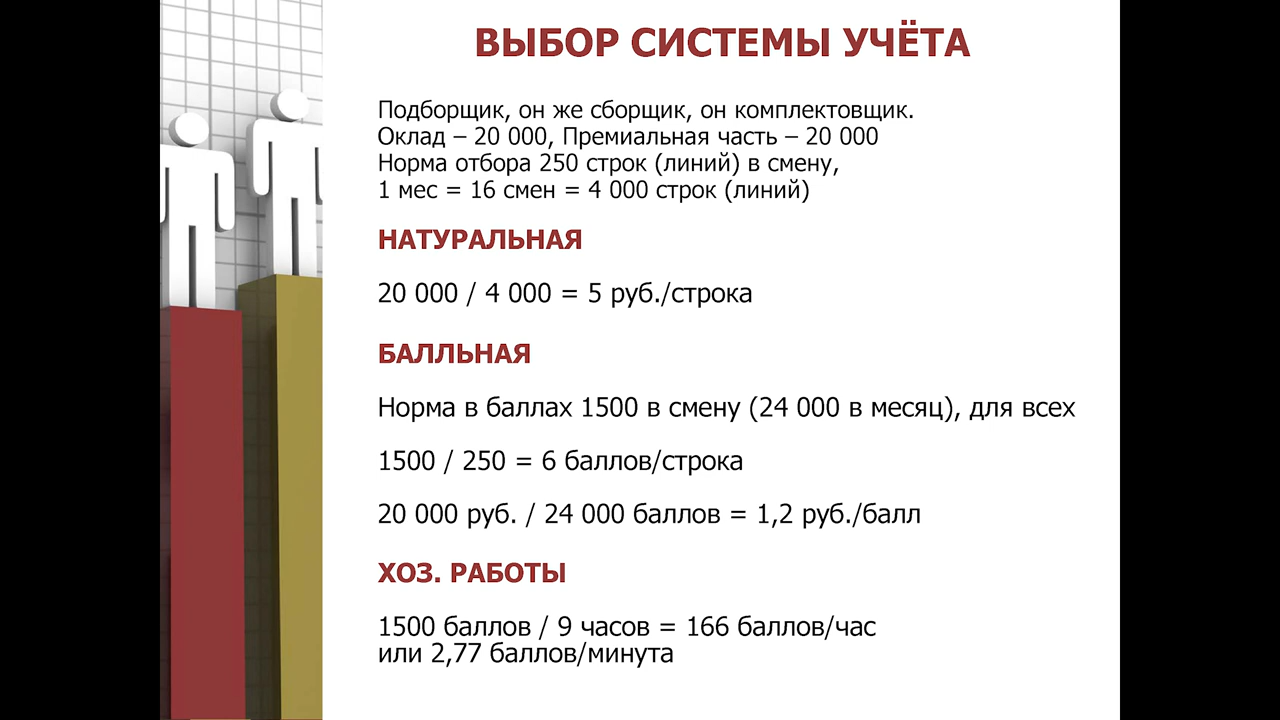 ВЫБОР СИСТЕМЫ УЧЁТА
Подборщик, он же сборщик, он комплектовщик.
Оклад – 20 000, Премиальная часть – 20 000
Норма отбора 250 строк (линий) в смену,
1 мес = 16 смен = 4 000 строк (линий)
НАТУРАЛЬНАЯ
20 000 / 4 000 = 5 руб./строка
БАЛЛЬНАЯ
Норма в баллах 1500 в смену (24 000 в месяц), для всех
1500 / 250 = 6 баллов/строка
20 000 руб. / 24 000 баллов = 1,2 руб./балл
ХОЗ. РАБОТЫ
1500 баллов / 9 часов = 166 баллов/час
или 2,77 баллов/минута